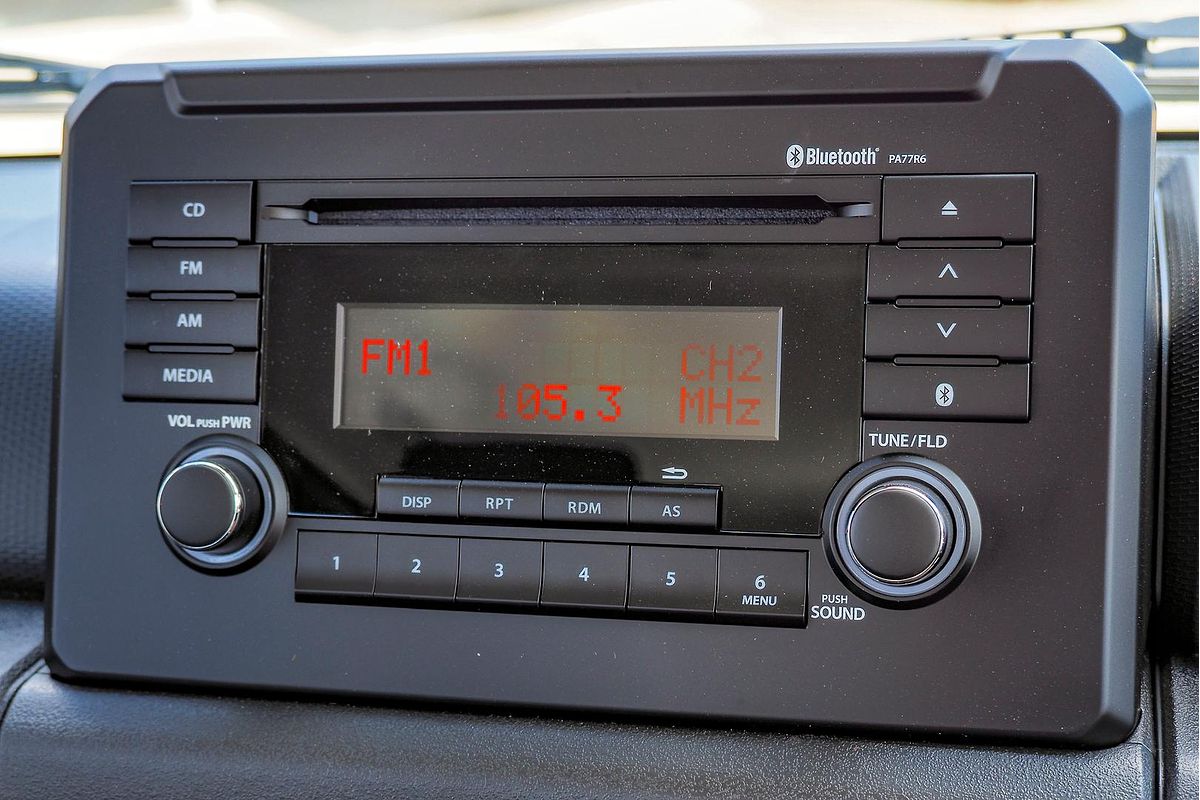 Bluetooth® PA77R6
CD
FM
AM
MEDIA
VOL PUSH PWR
FM1 CH2
105.3 MHz
TUNE/FLD
DISP RPT RDM AS
1 2 3 4 5 6
MENU
PUSH
SOUND